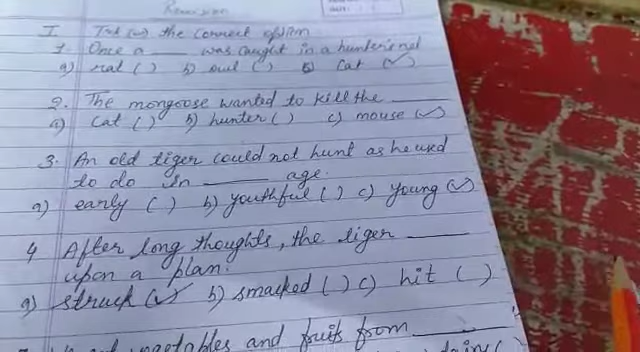 Revision
I Tick (✓) the correct option
1. Once a ____ was caught in a hunter's net
a) rat ( ) b) owl ( ) c) Cat (✓)
2. The mongoose wanted to kill the ____
a) Cat ( ) b) hunter ( ) c) mouse (✓)
3. An old tiger could not hunt as he used
to do in ____ age.
a) early ( ) b) youthful ( ) c) young (✓)
4 After long thoughts, the tiger ____
upon a plan.
a) struck (✓) b) smacked ( ) c) hit ( )
vegetables and fruits from ____